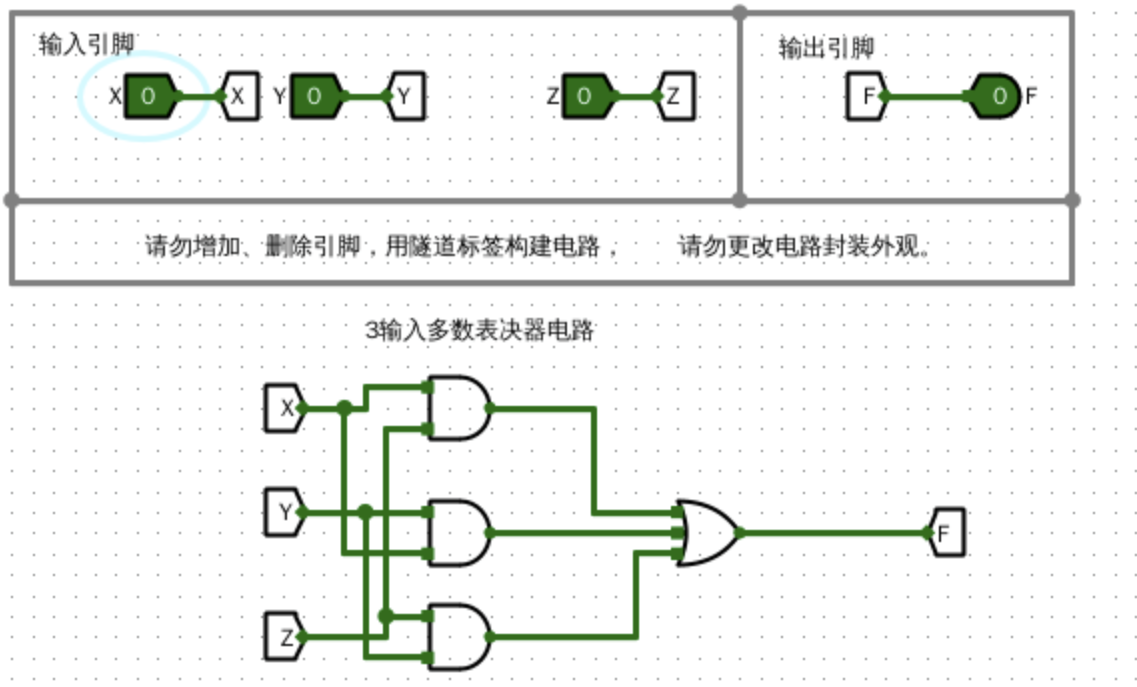 输入引脚
输出引脚
X 0 X Y 0 Y Z 0 Z F 0 F
请勿增加、删除引脚，用隧道标签构建电路， 请勿更改电路封装外观。
3输入多数表决器电路
X
Y
F
Z